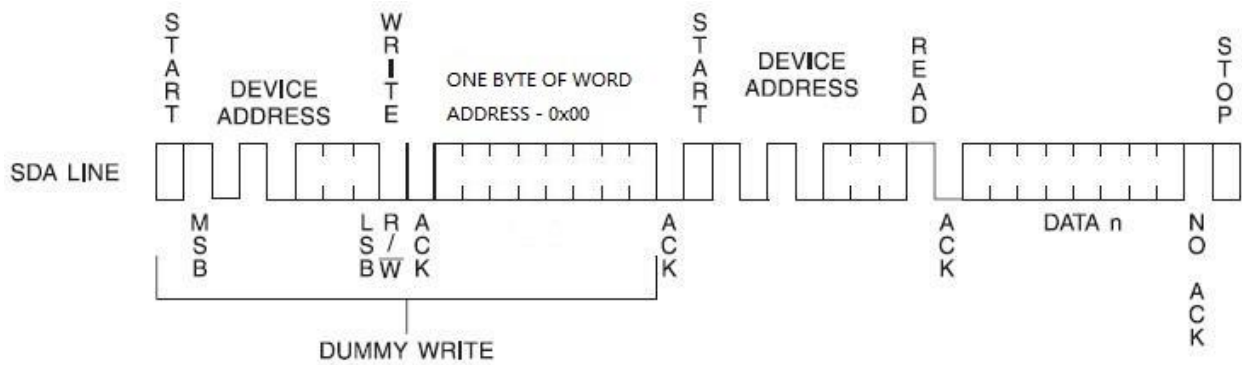 START
DEVICE
ADDRESS
WRITE
ONE BYTE OF WORD
ADDRESS - 0x00
START
DEVICE
ADDRESS
READ
STOP
SDA LINE
MSB
LSB
R/W
ACK
ACK
ACK
DATA n
NO ACK
DUMMY WRITE